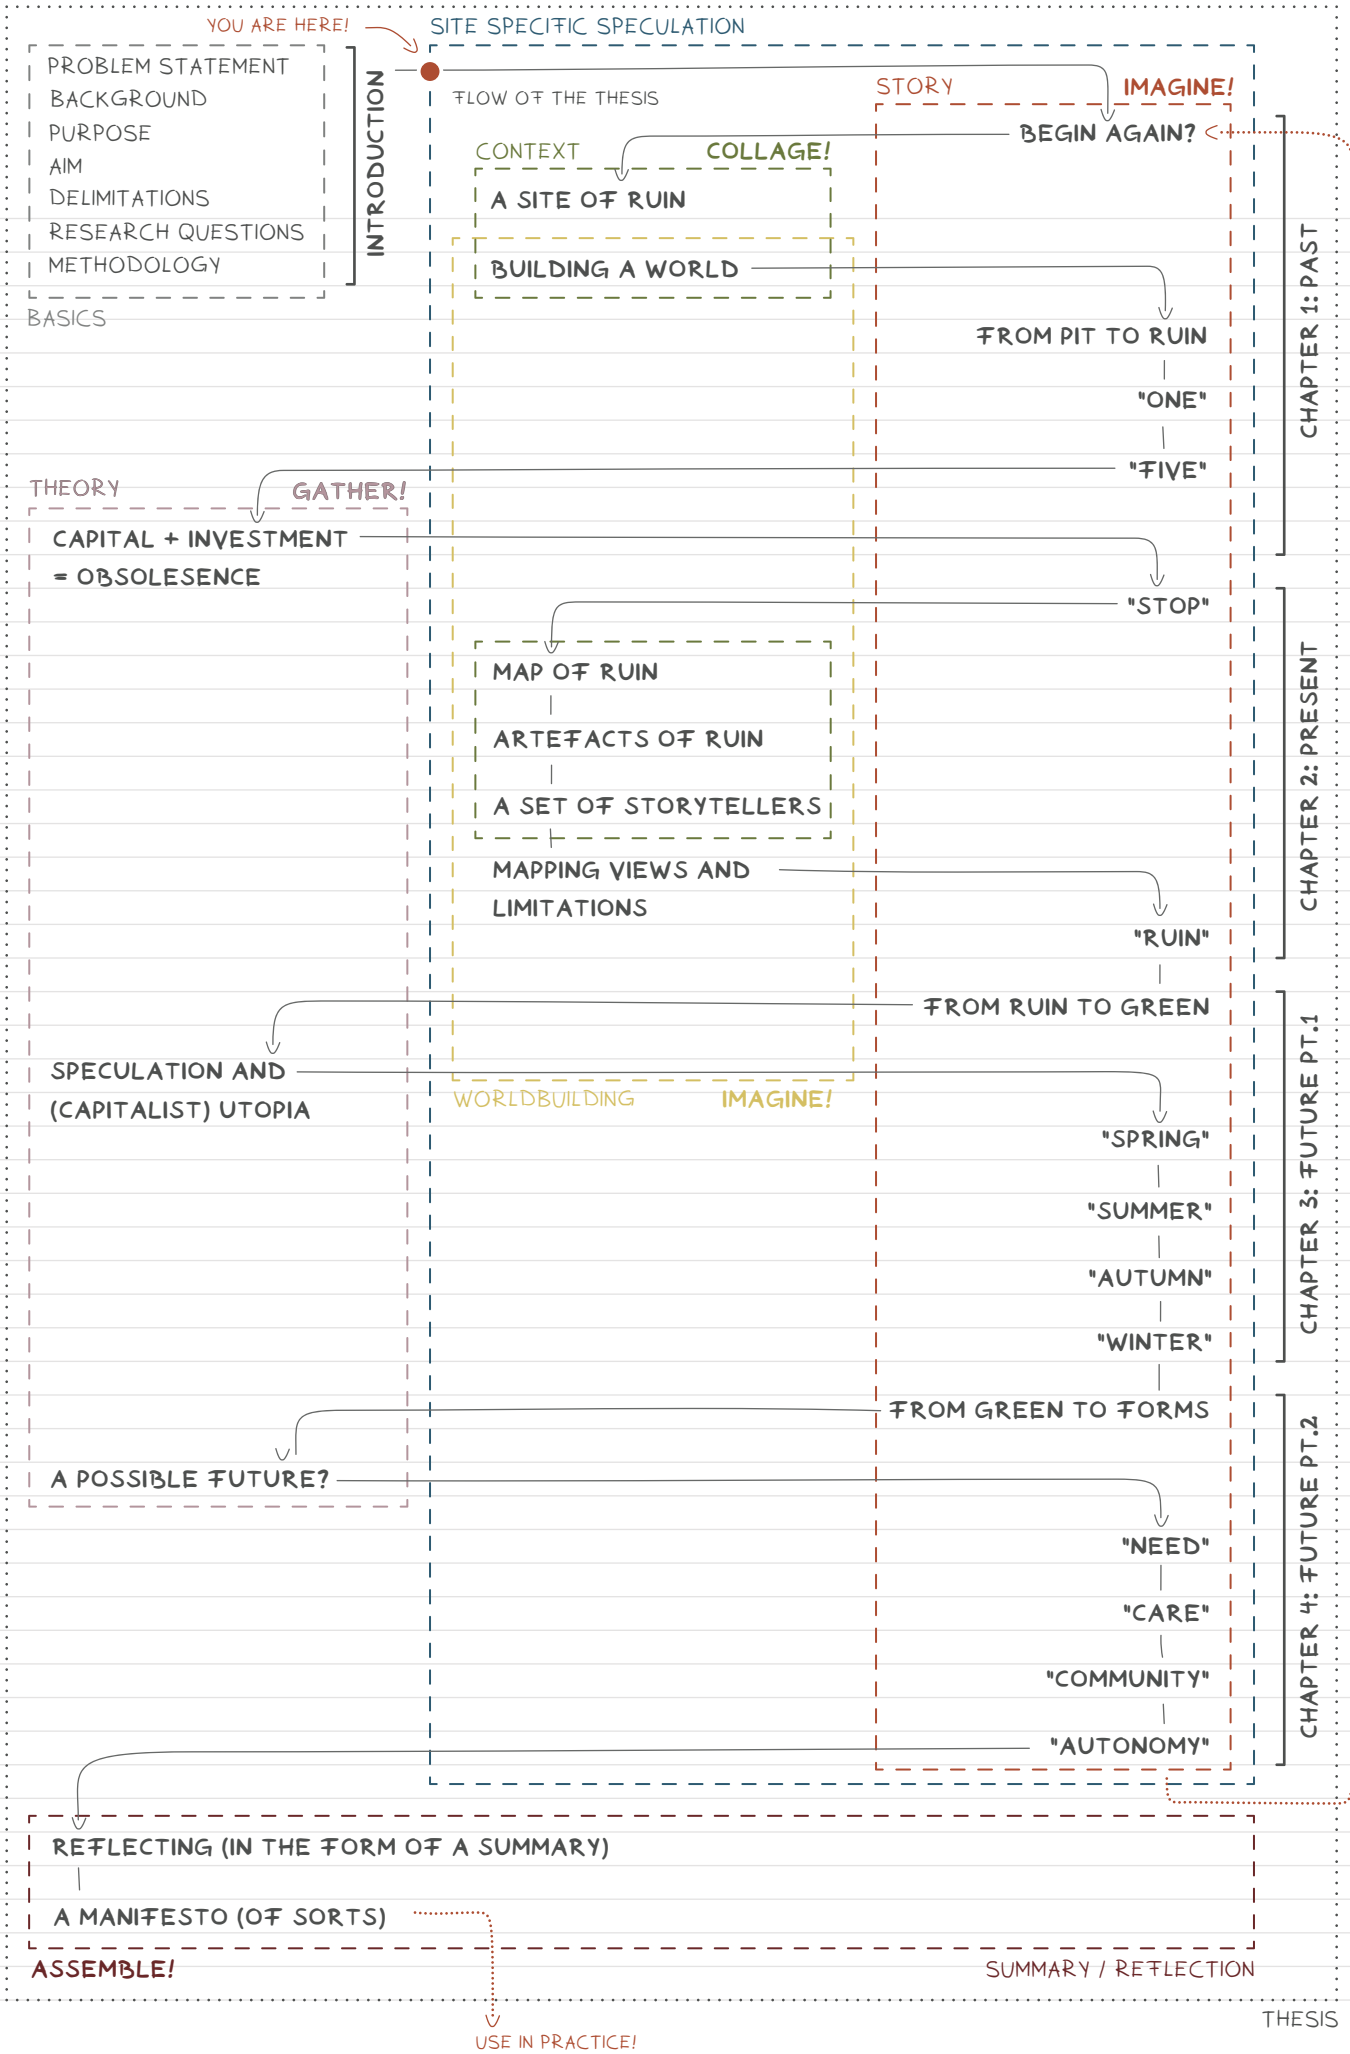 YOU ARE HERE!
SITE SPECIFIC SPECULATION
PROBLEM STATEMENT
BACKGROUND
PURPOSE
AIM
DELIMITATIONS
RESEARCH QUESTIONS
METHODOLOGY
BASICS
INTRODUCTION
FLOW OF THE THESIS
STORY
IMAGINE!
BEGIN AGAIN?
CONTEXT
COLLAGE!
A SITE OF RUIN
BUILDING A WORLD
FROM PIT TO RUIN
"ONE"
"FIVE"
CHAPTER 1: PAST
THEORY
GATHER!
CAPITAL + INVESTMENT
= OBSOLESENCE
"STOP"
MAP OF RUIN
ARTEFACTS OF RUIN
A SET OF STORYTELLERS
MAPPING VIEWS AND
LIMITATIONS
"RUIN"
CHAPTER 2: PRESENT
FROM RUIN TO GREEN
SPECULATION AND
(CAPITALIST) UTOPIA
WORLDBUILDING
IMAGINE!
"SPRING"
"SUMMER"
"AUTUMN"
"WINTER"
CHAPTER 3: FUTURE PT.1
FROM GREEN TO FORMS
A POSSIBLE FUTURE?
"NEED"
"CARE"
"COMMUNITY"
"AUTONOMY"
CHAPTER 4: FUTURE PT.2
REFLECTING (IN THE FORM OF A SUMMARY)
A MANIFESTO (OF SORTS)
ASSEMBLE!
SUMMARY / REFLECTION
THESIS
USE IN PRACTICE!